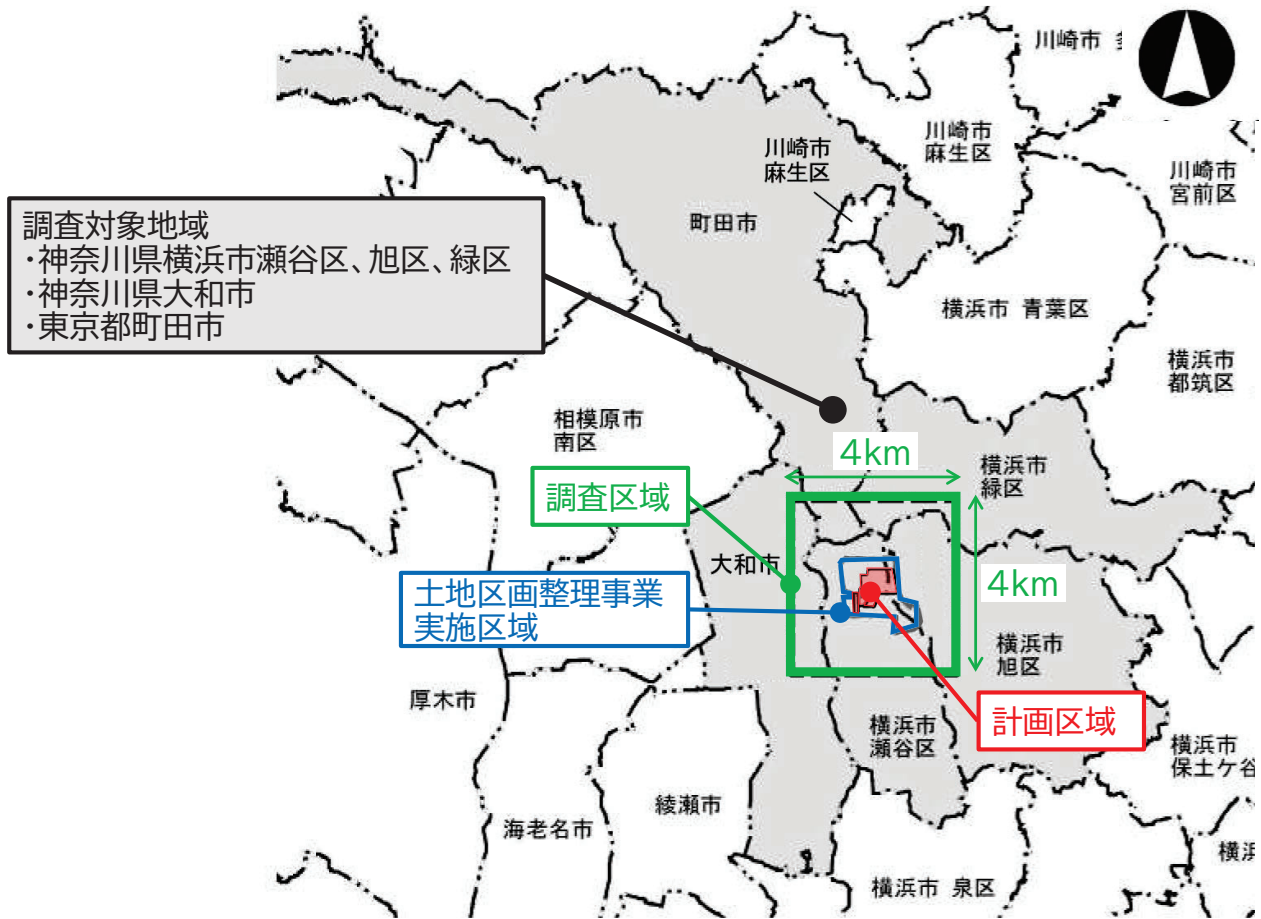 川崎市
川崎市
麻生区
川崎市
麻生区
川崎市
宮前区
町田市
調査対象地域
・神奈川県横浜市瀬谷区、旭区、緑区
・神奈川県大和市
・東京都町田市
横浜市 青葉区
横浜市
都筑区
相模原市
南区
4km
横浜市
緑区
調査区域
大和市
4km
土地区画整理事業
実施区域
横浜市
旭区
厚木市
計画区域
横浜市
瀬谷区
横浜市
保土ケ谷
綾瀬市
海老名市
横浜市 泉区